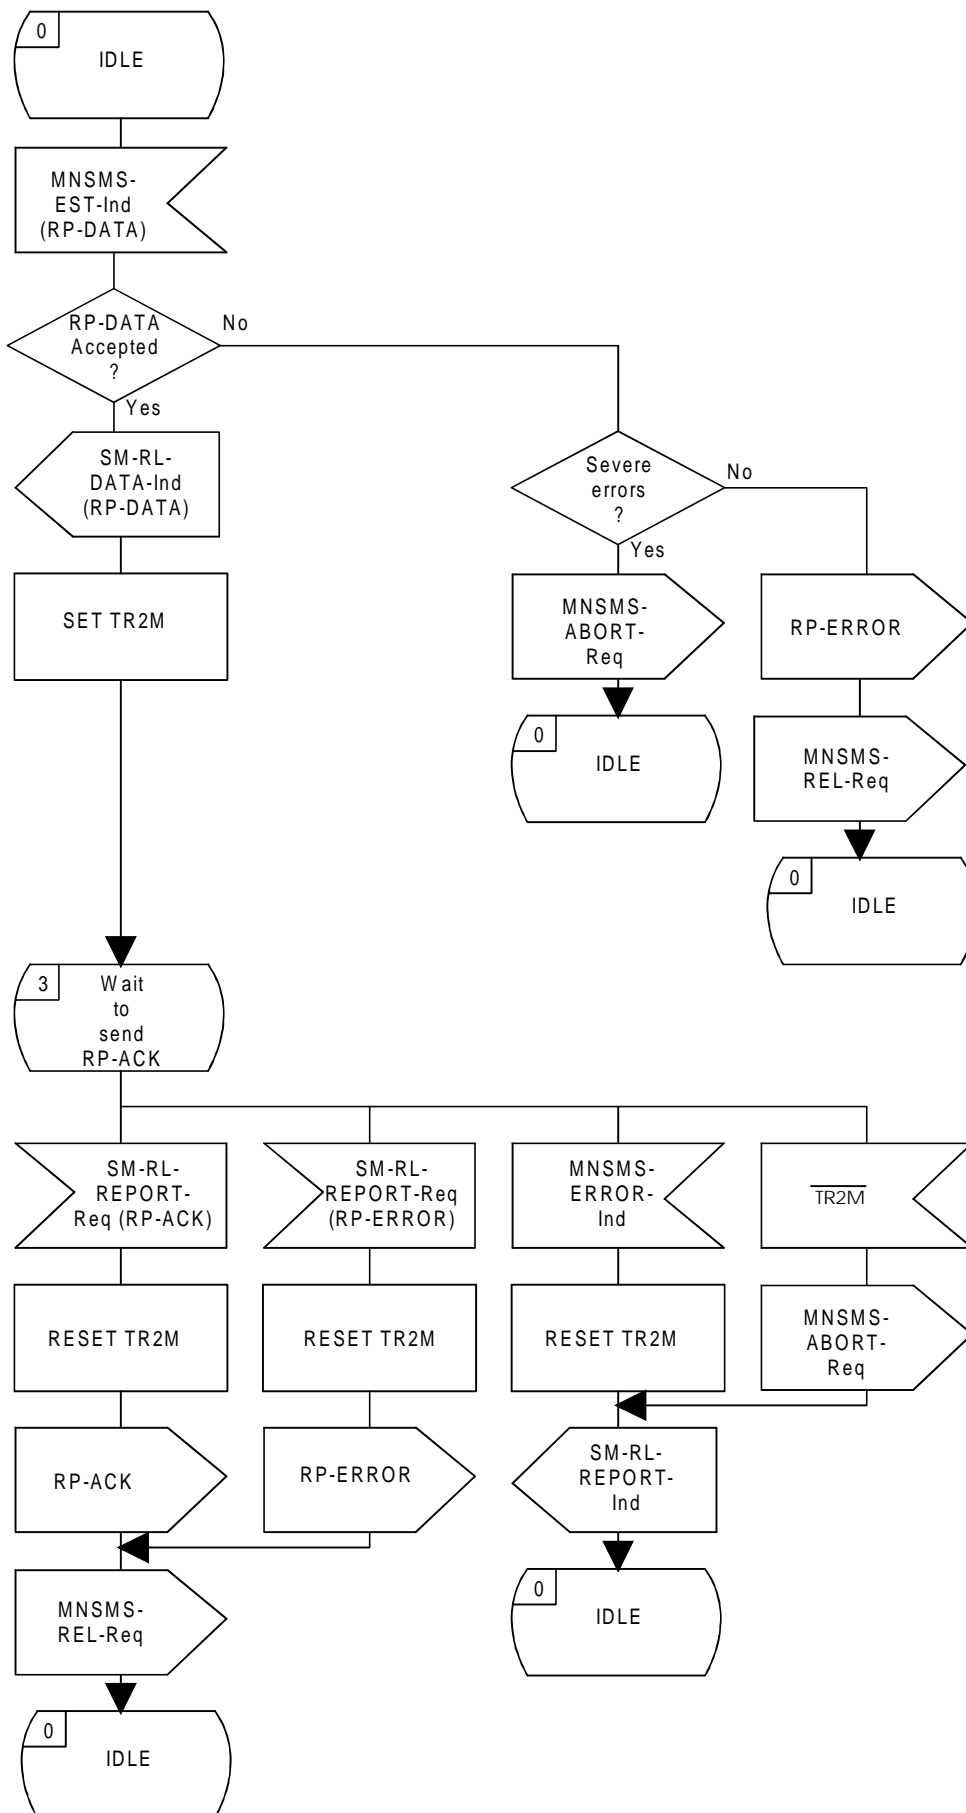 0
IDLE
MNSMS-
EST-Ind
(RP-DATA)
RP-DATA
Accepted
?
No
Yes
SM-RL-
DATA-Ind
(RP-DATA)
SET TR2M
Severe
errors
?
No
Yes
MNSMS-
ABORT-
Req
RP-ERROR
0
IDLE
MNSMS-
REL-Req
0
IDLE
3
Wait
to
send
RP-ACK
SM-RL-
REPORT-
Req (RP-ACK)
SM-RL-
REPORT-Req
(RP-ERROR)
MNSMS-
ERROR-
Ind
TR2M
RESET TR2M
RESET TR2M
RESET TR2M
MNSMS-
ABORT-
Req
RP-ACK
RP-ERROR
SM-RL-
REPORT-
Ind
MNSMS-
REL-Req
0
IDLE
0
IDLE